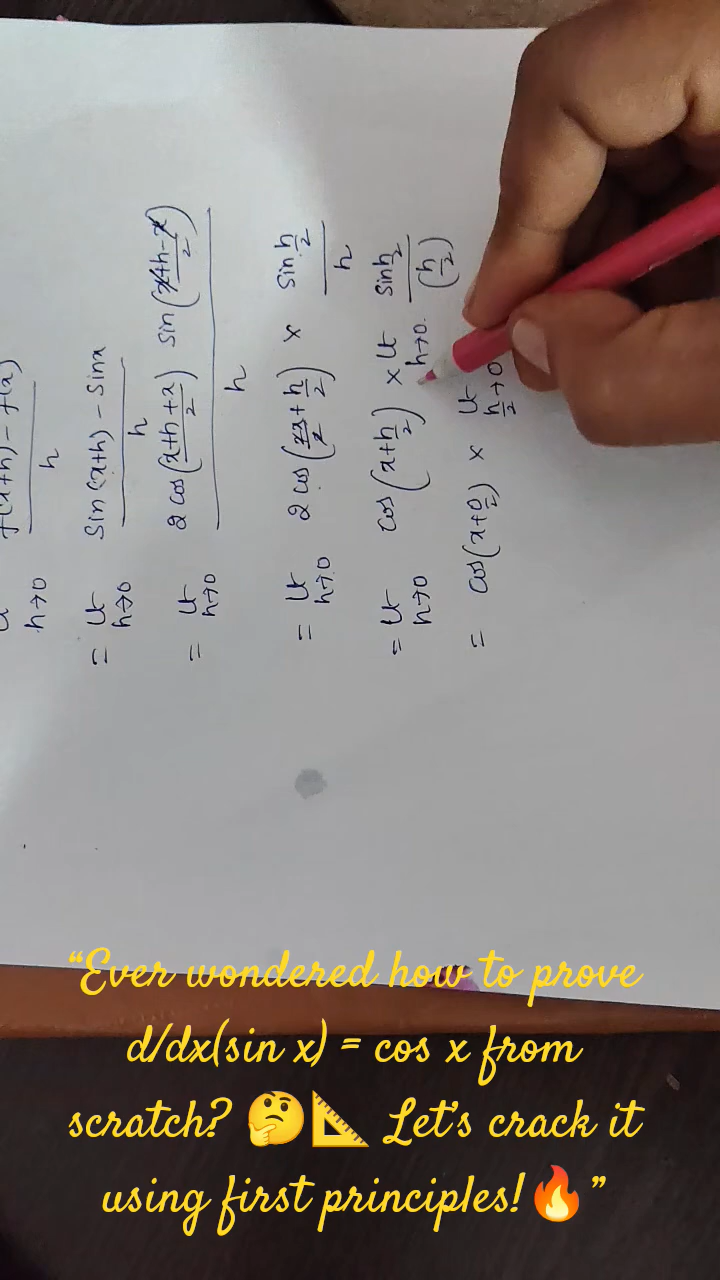 f(x+h) - f(x)
h→0 h
= lt sin(x+h) - sinx
h→0 h
= lt 2 cos(x+h+x/2) sin(x+h-x/2)
h→0 h
= lt 2 cos(2x/2 + h/2) × sin h/2
h→0 h
= lt cos(x+h/2) × lt sin h/2
h→0 h→0 (h/2)
= cos(x+0/2) × lt
h/2→0
“Ever wondered how to prove
d/dx(sin x) = cos x from
scratch? 🤔📐 Let's crack it
using first principles!🔥”